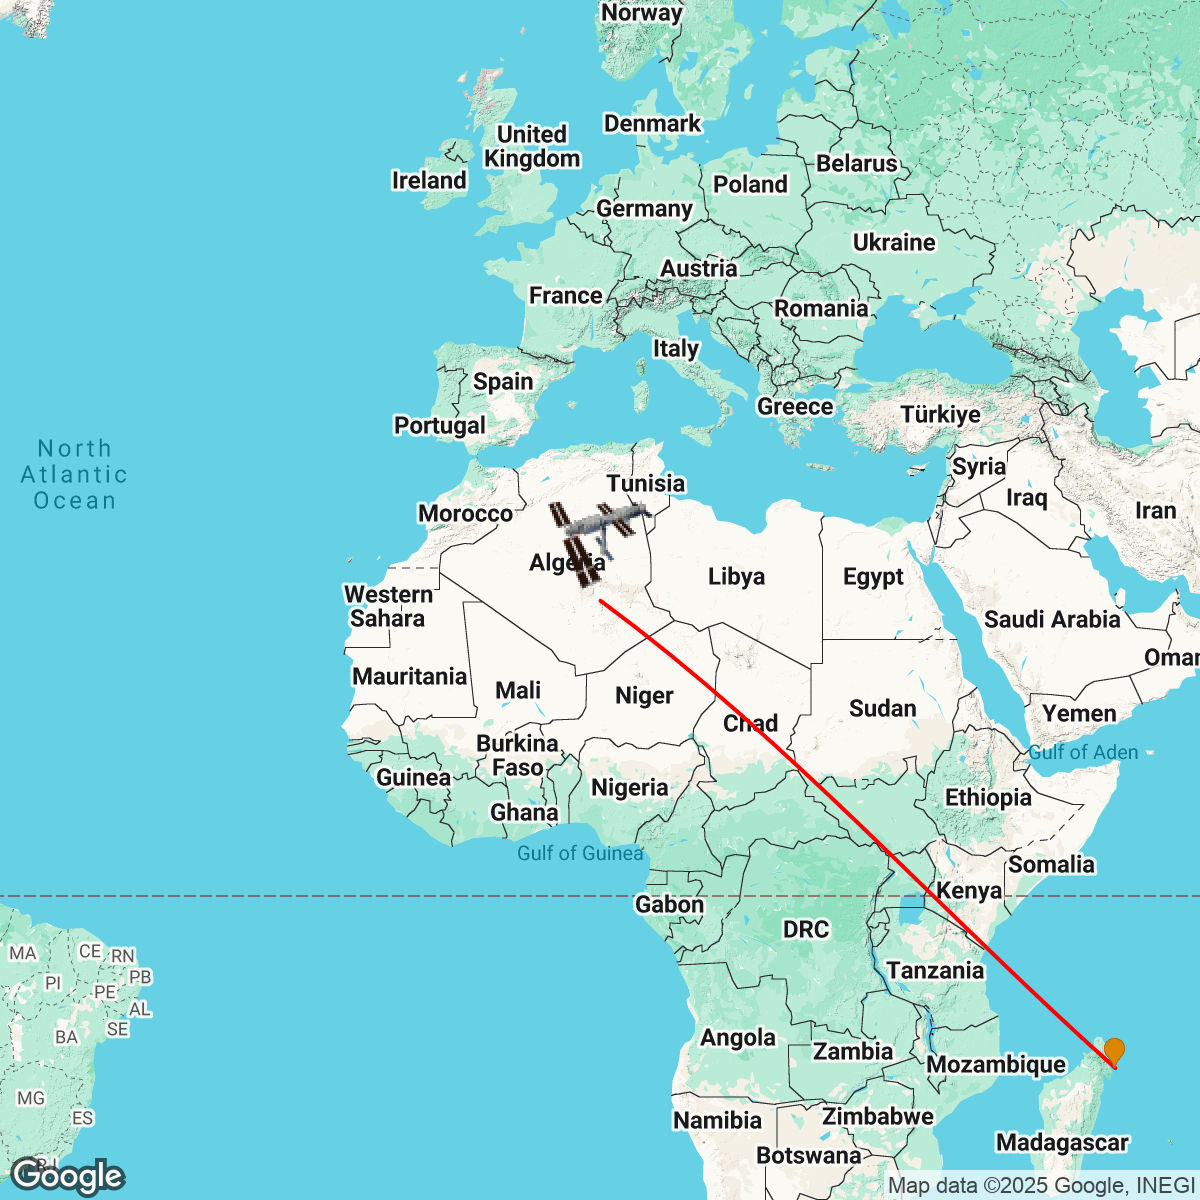 Norway
Denmark
United
Kingdom
Ireland
Belarus
Poland
Germany
Ukraine
Austria
France
Romania
Italy
Spain
Greece
Türkiye
Portugal
North
Atlantic
Ocean
Syria
Tunisia
Iraq
Iran
Morocco
Algeria
Libya
Egypt
Western
Sahara
Saudi Arabia
Oman
Mauritania
Mali
Niger
Sudan
Yemen
Chad
Burkina
Faso
Gulf of Aden
Guinea
Nigeria
Ethiopia
Ghana
Gulf of Guinea
Somalia
Kenya
Gabon
DRC
MA
CE
RN
PI
PE
PB
AL
SE
BA
Tanzania
Angola
Zambia
Mozambique
MG
ES
Namibia
Zimbabwe
Madagascar
Botswana
RJ
Google
Map data ©2025 Google, INEGI